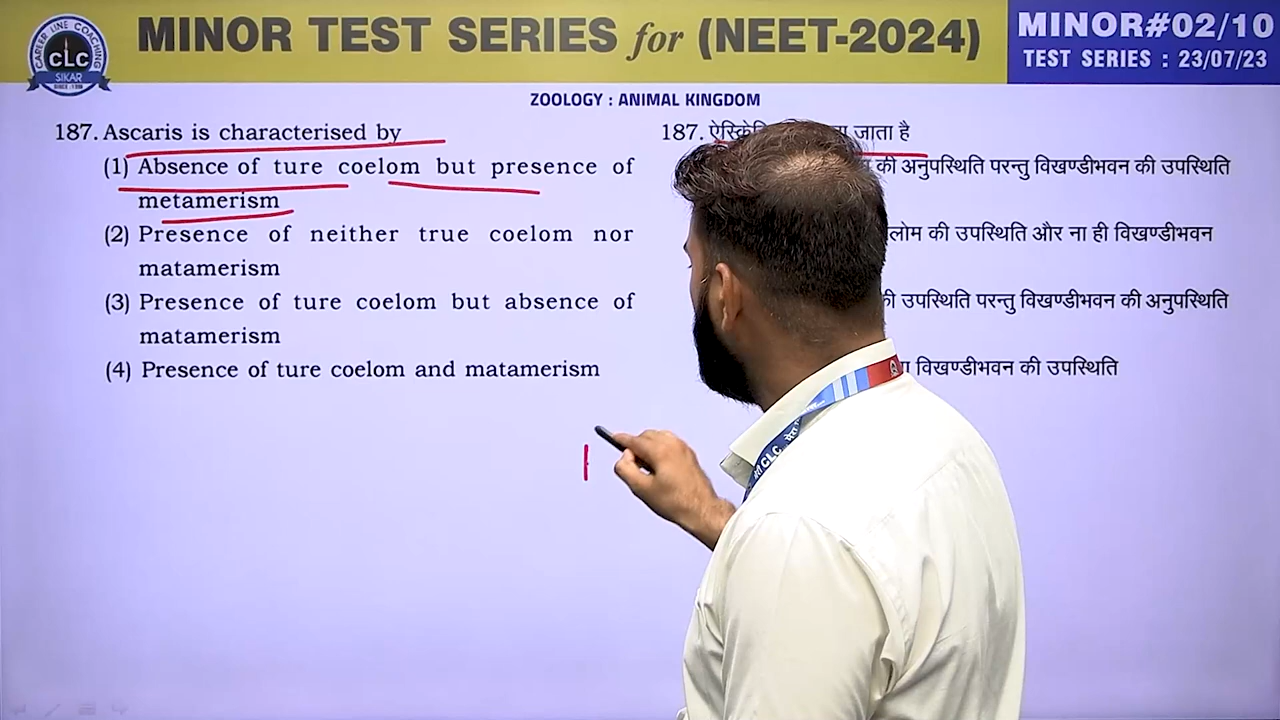 CAREER LINE COACHING
CLC
SIKAR
SINCE : 1996
MINOR TEST SERIES for (NEET-2024)
MINOR#02/10
TEST SERIES : 23/07/23
ZOOLOGY : ANIMAL KINGDOM
187. Ascaris is characterised by
(1) Absence of ture coelom but presence of
metamerism
(2) Presence of neither true coelom nor
matamerism
(3) Presence of ture coelom but absence of
matamerism
(4) Presence of ture coelom and matamerism
187. जाता है
की अनुपस्थिति परन्तु विखण्डीभवन की उपस्थिति
की उपस्थिति और ना ही विखण्डीभवन
उपस्थिति परन्तु विखण्डीभवन की अनुपस्थिति
विखण्डीभवन की उपस्थिति
CLC